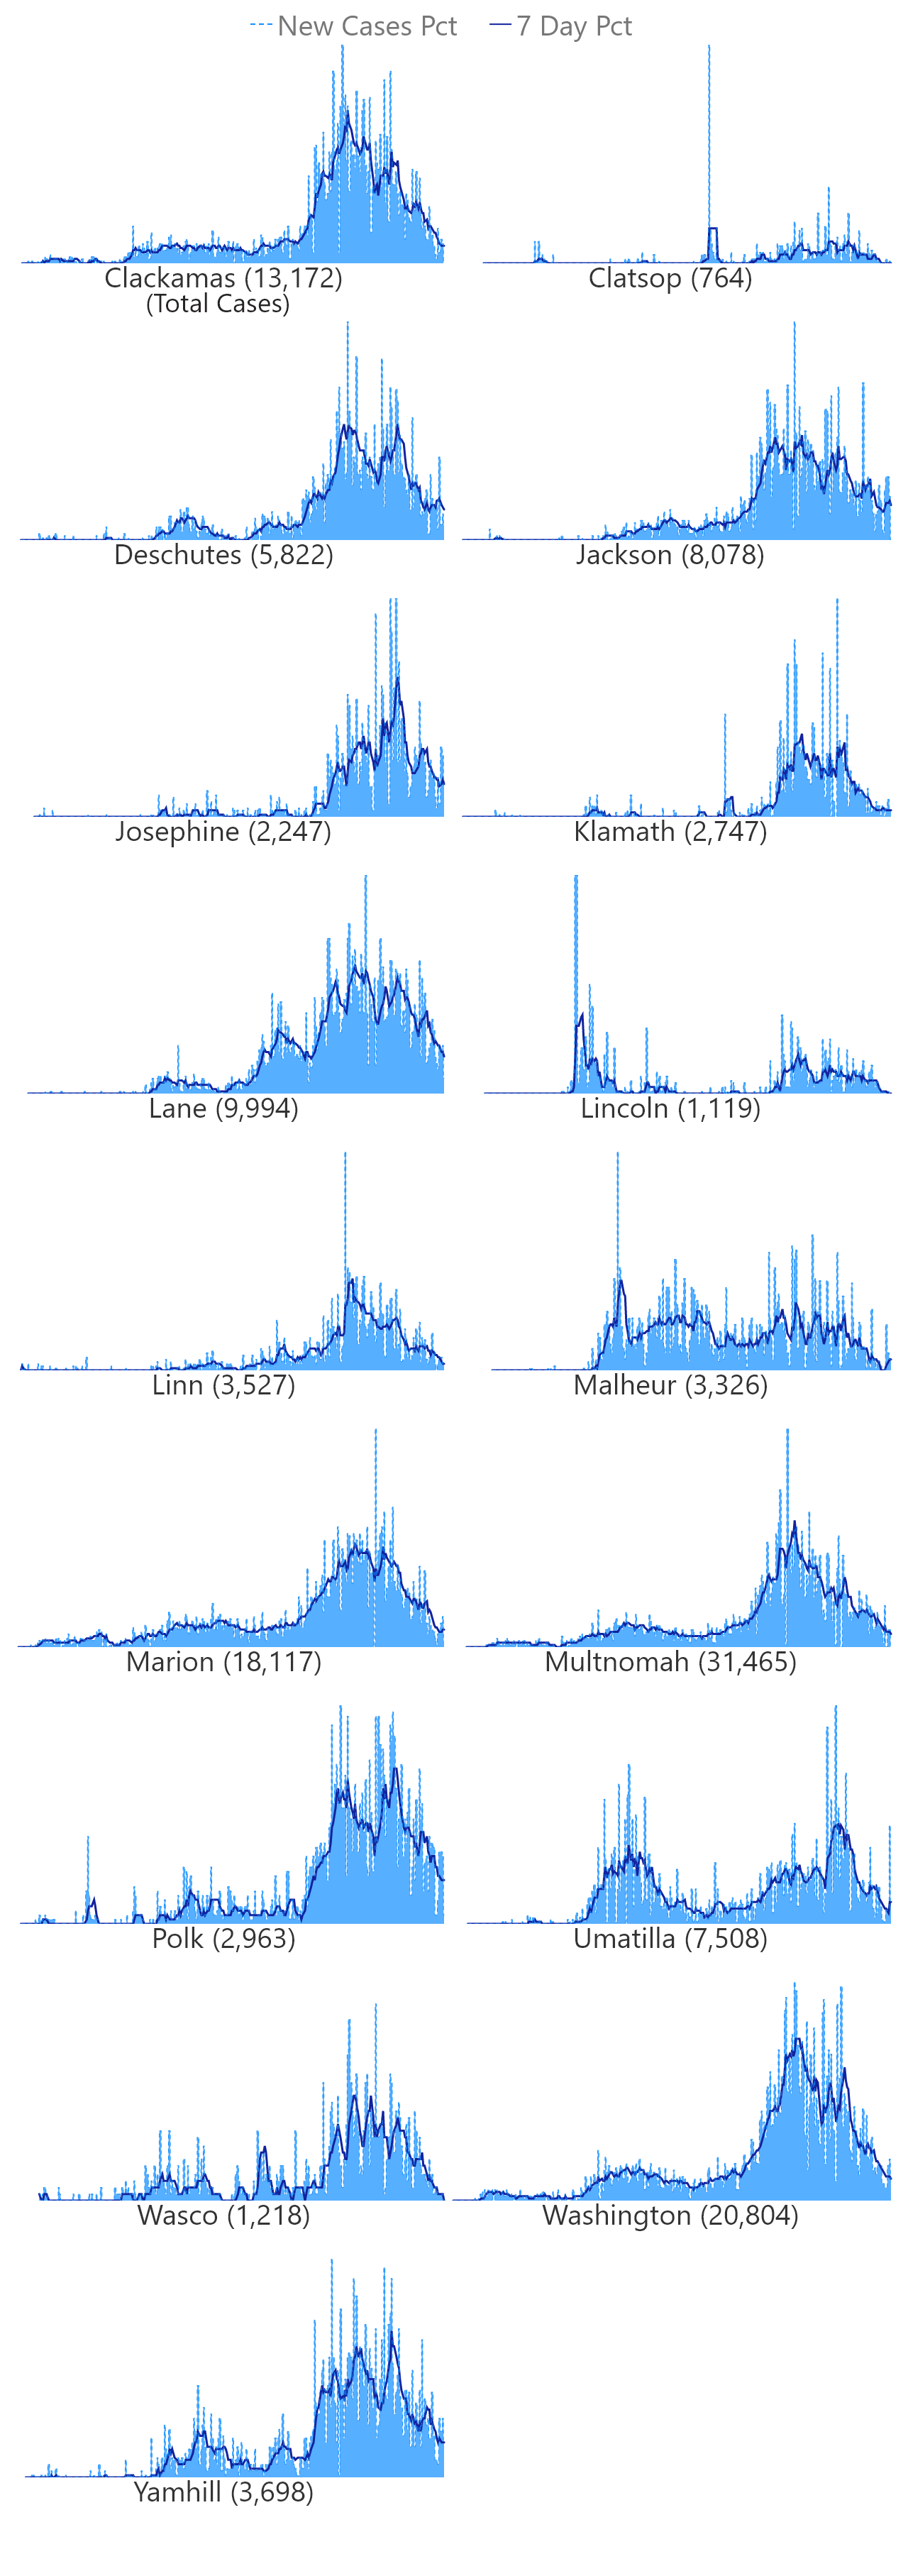 New Cases Pct 7 Day Pct
Clackamas (13,172) Clatsop (764)
(Total Cases)
Deschutes (5,822) Jackson (8,078)
Josephine (2,247) Klamath (2,747)
Lane (9,994) Lincoln (1,119)
Linn (3,527) Malheur (3,326)
Marion (18,117) Multnomah (31,465)
Polk (2,963) Umatilla (7,508)
Wasco (1,218) Washington (20,804)
Yamhill (3,698)